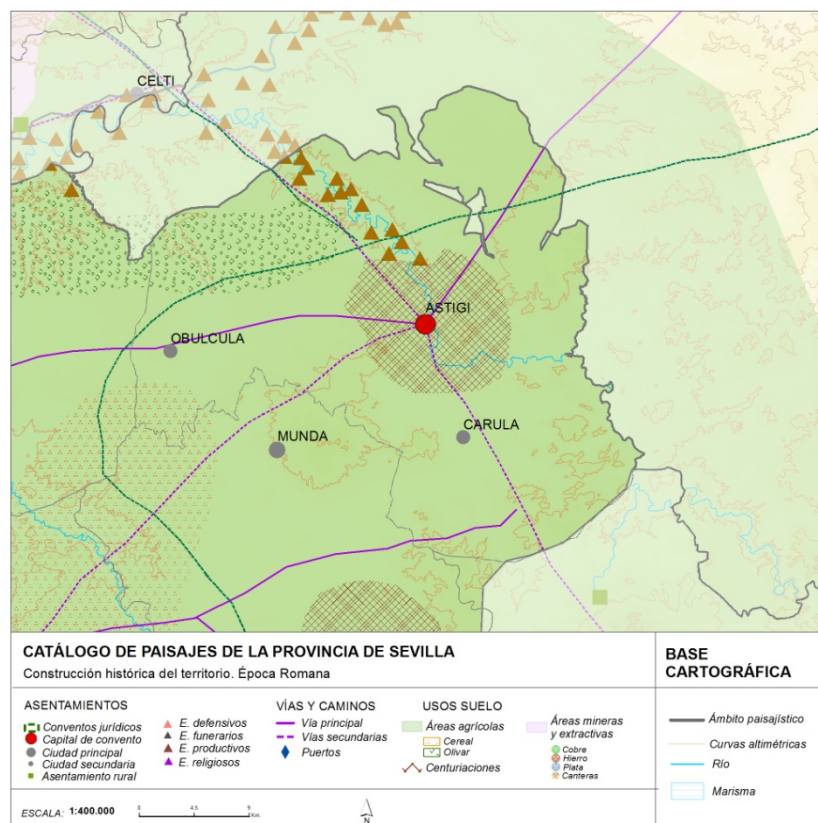 CELTI
ASTIGI
OBULCULA
MUNDA
CARULA
CATÁLOGO DE PAISAJES DE LA PROVINCIA DE SEVILLA
Construcción histórica del territorio. Época Romana
ASENTAMIENTOS
Conventos jurídicos
Capital de convento
Ciudad principal
Ciudad secundaria
Asentamiento rural
E. defensivos
E. funerarios
E. productivos
E. religiosos
VÍAS Y CAMINOS
Vía principal
Vías secundarias
Puertos
USOS SUELO
Áreas agrícolas
Cereal
Olivar
Centuriaciones
Áreas mineras
y extractivas
Cobre
Hierro
Plata
Canteras
ESCALA: 1:400.000
0 4,5 9
Km.
N
BASE
CARTOGRÁFICA
Ámbito paisajístico
Curvas altimétricas
Río
Marisma